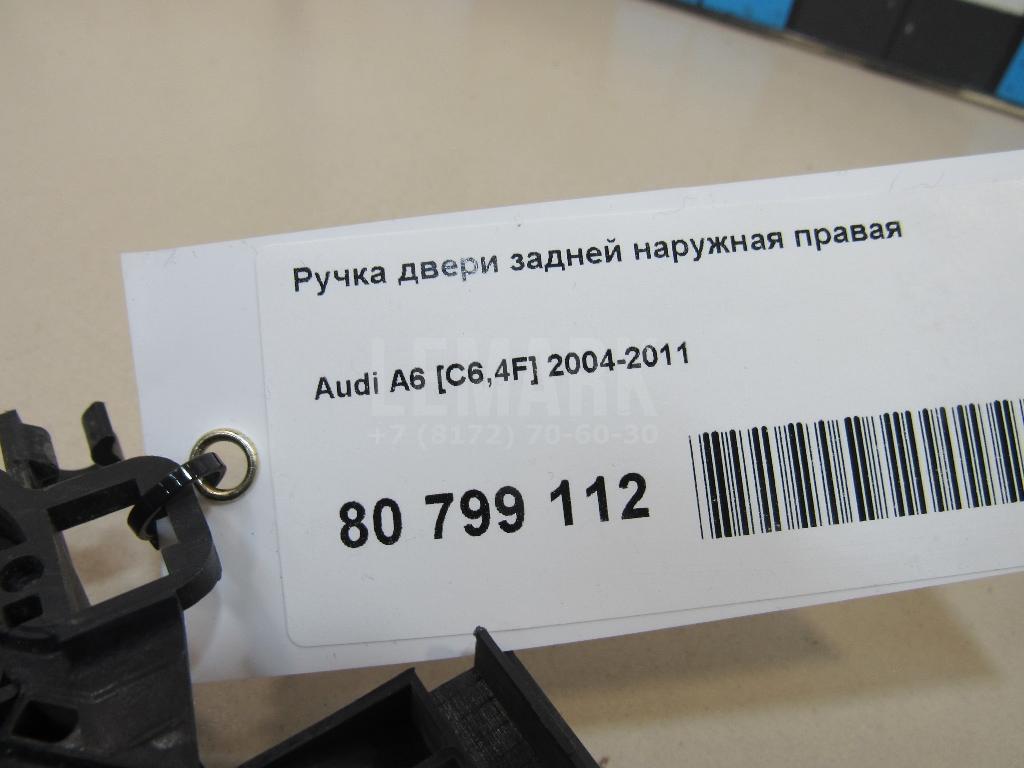 Ручка двери задней наружная правая
Audi A6 [C6,4F] 2004-2011
LEMARK
+7 (8172) 70-60-30
80 799 112